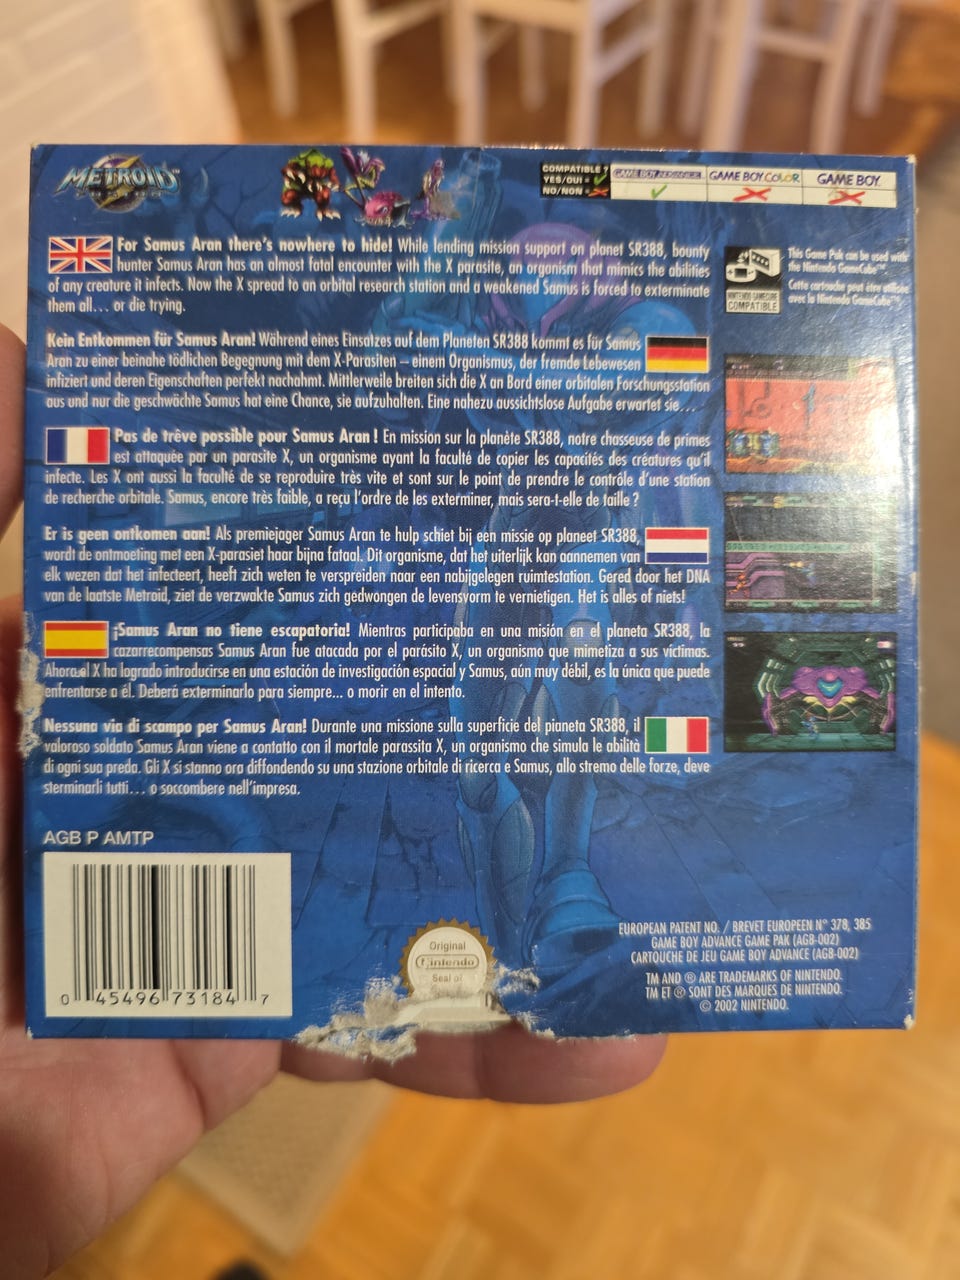 METROID
COMPATIBLE ?
YES/OUI =
NO/NON =
GAME BOY ADVANCE
GAME BOY COLOR
GAME BOY
For Samus Aran there's nowhere to hide! While lending mission support on planet SR388, bounty
hunter Samus Aran has an almost fatal encounter with the X parasite, an organism that mimics the abilities
of any creature it infects. Now the X spread to an orbital research station and a weakened Samus is forced to exterminate
them all... or die trying.
This Game Pak can be used with
the Nintendo GameCube™
Cette cartouche peut être utilisée
avec la Nintendo GameCube™
NINTENDO GAMECUBE
COMPATIBLE
Kein Entkommen für Samus Aran! Während eines Einsatzes auf dem Planeten SR388 kommt es für Samus
Aran zu einer beinahe tödlichen Begegnung mit dem X-Parasiten – einem Organismus, der fremde Lebewesen
infiziert und deren Eigenschaften perfekt nachahmt. Mittlerweile breiten sich die X an Bord einer orbitalen Forschungsstation
aus und nur die geschwächte Samus hat eine Chance, sie aufzuhalten. Eine nahezu aussichtslose Aufgabe erwartet sie...
Pas de trêve possible pour Samus Aran ! En mission sur la planète SR388, notre chasseuse de primes
est attaquée par un parasite X, un organisme ayant la faculté de copier les capacités des créatures qu'il
infecte. Les X ont aussi la faculté de se reproduire très vite et sont sur le point de prendre le contrôle d'une station
de recherche orbitale. Samus, encore très faible, a reçu l'ordre de les exterminer, mais sera-t-elle de taille ?
Er is geen ontkomen aan! Als premiejager Samus Aran te hulp schiet bij een missie op planeet SR388,
wordt de ontmoeting met een X-parasiet haar bijna fataal. Dit organisme, dat het uiterlijk kan aannemen van
elk wezen dat het infecteert, heeft zich weten te verspreiden naar een nabijgelegen ruimtestation. Gered door het DNA
van de laatste Metroid, ziet de verzwakte Samus zich gedwongen de levensvorm te vernietigen. Het is alles of niets!
¡Samus Aran no tiene escapatoria! Mientras participaba en una misión en el planeta SR388, la
cazarrecompensas Samus Aran fue atacada por el parásito X, un organismo que mimetiza a sus víctimas.
Ahora el X ha logrado introducirse en una estación de investigación espacial y Samus, aún muy débil, es la única que puede
enfrentarse a él. Deberá exterminarlo para siempre... o morir en el intento.
Nessuna via di scampo per Samus Aran! Durante una missione sulla superficie del pianeta SR388, il
valoroso soldato Samus Aran viene a contatto con il mortale parassita X, un organismo che simula le abilità
di ogni sua preda. Gli X si stanno ora diffondendo su una stazione orbitale di ricerca e Samus, allo stremo delle forze, deve
sterminarli tutti... o soccombere nell'impresa.
AGB P AMTP
0 45496 73184 7
Original
Nintendo
Seal of
EUROPEAN PATENT NO. / BREVET EUROPEEN N° 378, 385
GAME BOY ADVANCE GAME PAK (AGB-002)
CARTOUCHE DE JEU GAME BOY ADVANCE (AGB-002)
TM AND ® ARE TRADEMARKS OF NINTENDO.
TM ET ® SONT DES MARQUES DE NINTENDO.
© 2002 NINTENDO.